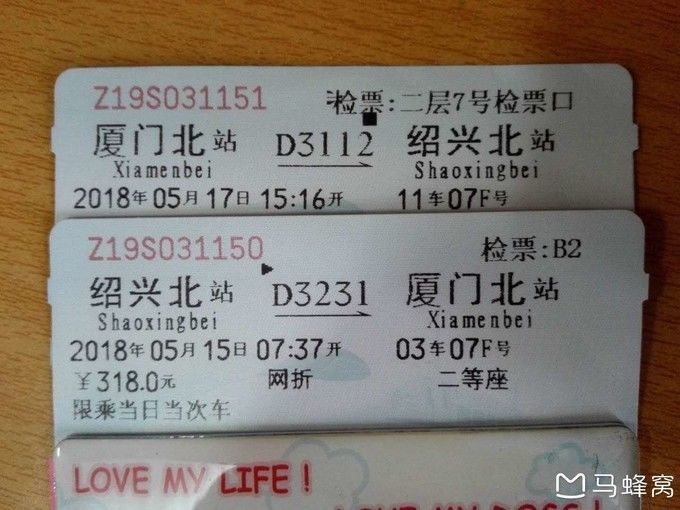 Z19S031151 检票:二层7号检票口
厦门北站 D3112 绍兴北站
Xiamenbei Shaoxingbei
2018年05月17日 15:16开 11车07F号
Z19S031150 检票:B2
绍兴北站 D3231 厦门北站
Shaoxingbei Xiamenbei
2018年05月15日 07:37开 03车07F号
￥318.0元 网折 二等座
限乘当日当次车
LOVE MY LIFE!
马蜂窝